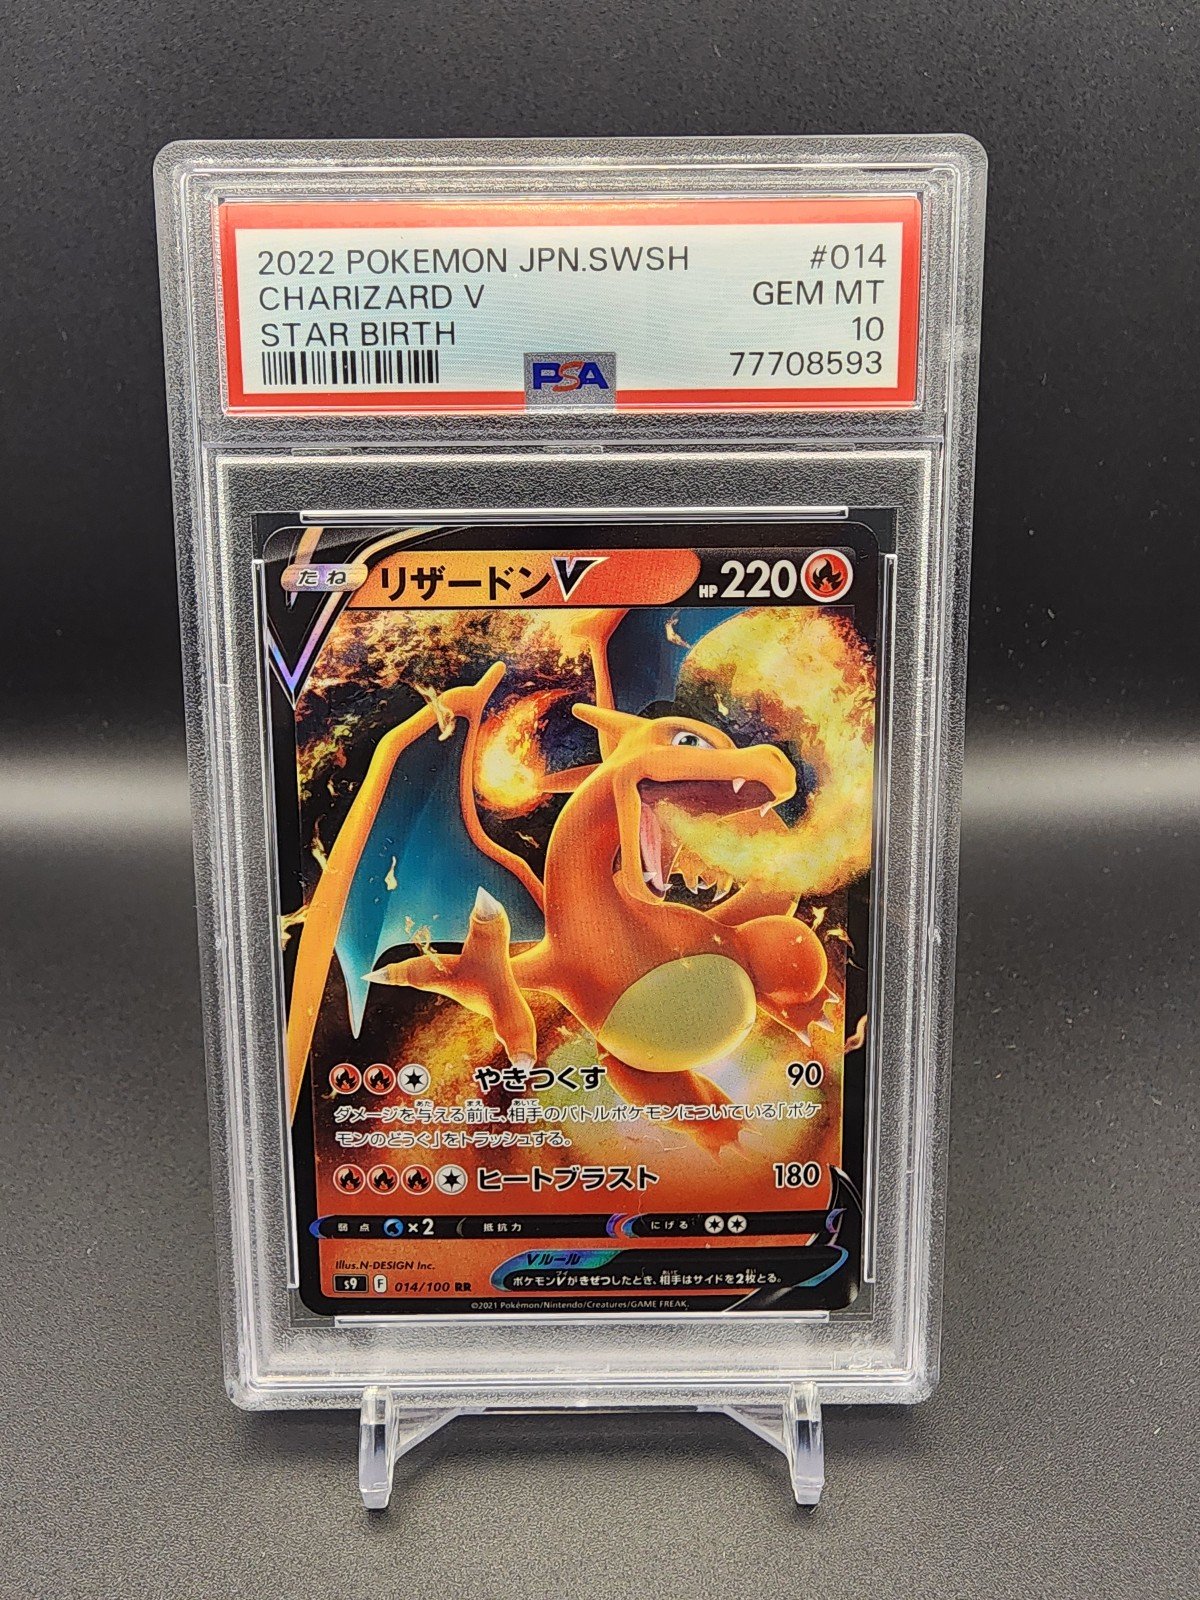 2022 POKEMON JPN.SWSH #014
CHARIZARD V GEM MT
STAR BIRTH 10
77708593
PSA
たね リザードンV HP220
やきつくす 90
ダメージを与える前に、相手のバトルポケモンについている「ポケ
モンのどうぐ」をトラッシュする。
ヒートブラスト 180
弱点 ×2 抵抗力 にげる
Illus.N-DESIGN Inc.
Vルール
ポケモンVがきぜつしたとき、相手はサイドを2枚とる。
s9 F 014/100 RR
©2021 Pokémon/Nintendo/Creatures/GAME FREAK.